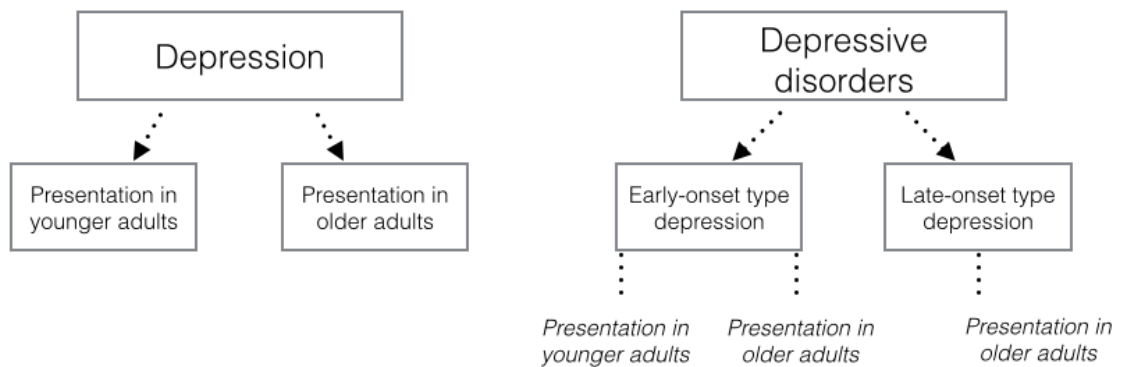 Depression
Presentation in
younger adults
Presentation in
older adults
Depressive
disorders
Early-onset type
depression
Late-onset type
depression
Presentation in
younger adults
Presentation in
older adults
Presentation in
older adults